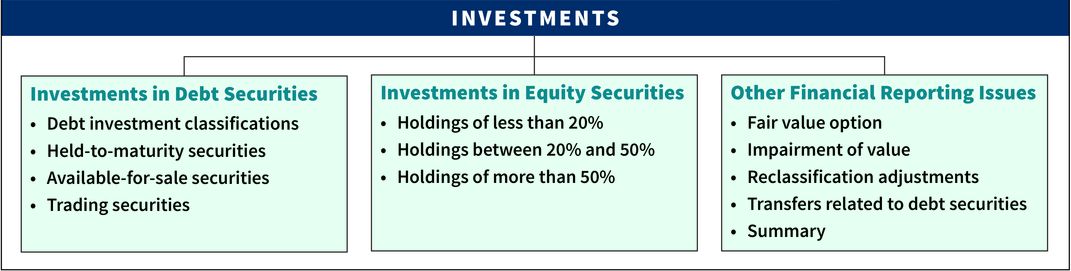 INVESTMENTS
Investments in Debt Securities
• Debt investment classifications
• Held-to-maturity securities
• Available-for-sale securities
• Trading securities
Investments in Equity Securities
• Holdings of less than 20%
• Holdings between 20% and 50%
• Holdings of more than 50%
Other Financial Reporting Issues
• Fair value option
• Impairment of value
• Reclassification adjustments
• Transfers related to debt securities
• Summary